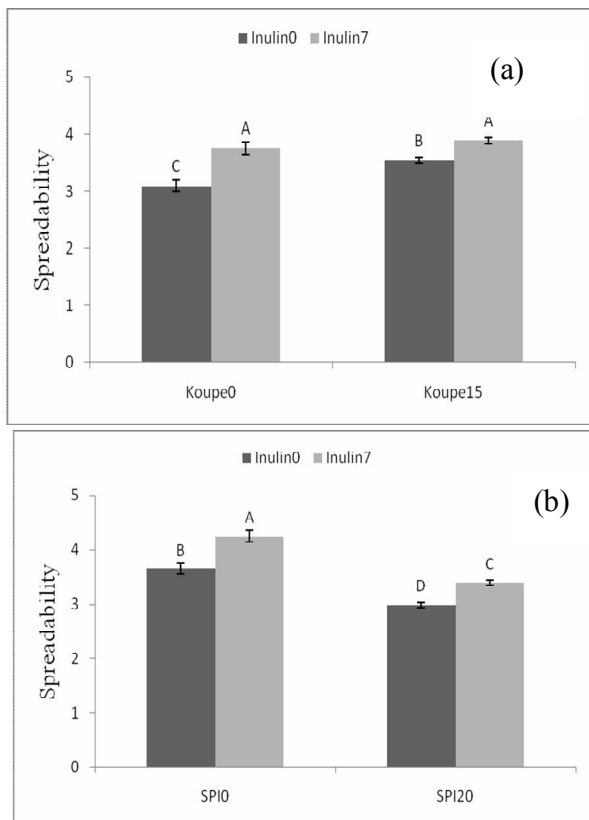 Inulin0 Inulin7
(a)
5
4
3
2
1
0
Spreadability
C
A
B
A
Koupe0 Koupe15
Inulin0 Inulin7
(b)
5
4
3
2
1
0
Spreadability
B
A
D
C
SPI0 SPI20